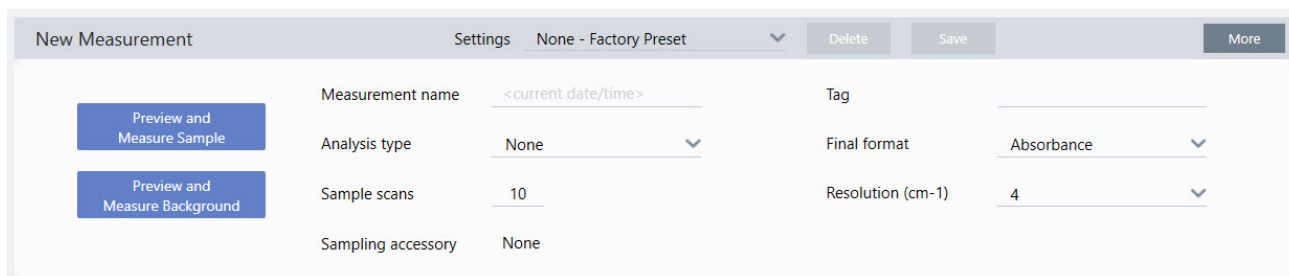 New Measurement Settings None - Factory Preset Delete Save More
Measurement name <current date/time> Tag
Preview and
Measure Sample
Analysis type None Final format Absorbance
Preview and
Measure Background
Sample scans 10 Resolution (cm-1) 4
Sampling accessory None